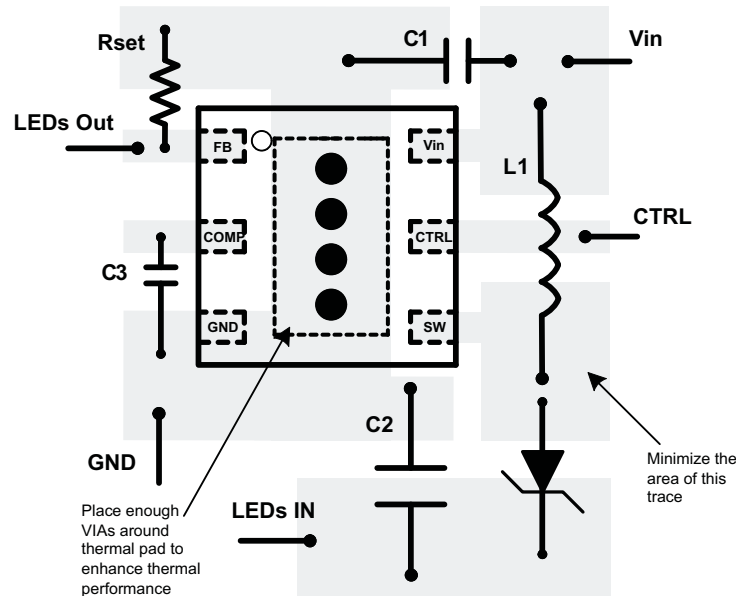 Rset
C1
Vin
LEDs Out
FB
Vin
L1
COMP
CTRL
CTRL
C3
GND
SW
C2
GND
Minimize the
area of this
trace
LEDs IN
Place enough
VIAs around
thermal pad to
enhance thermal
performance